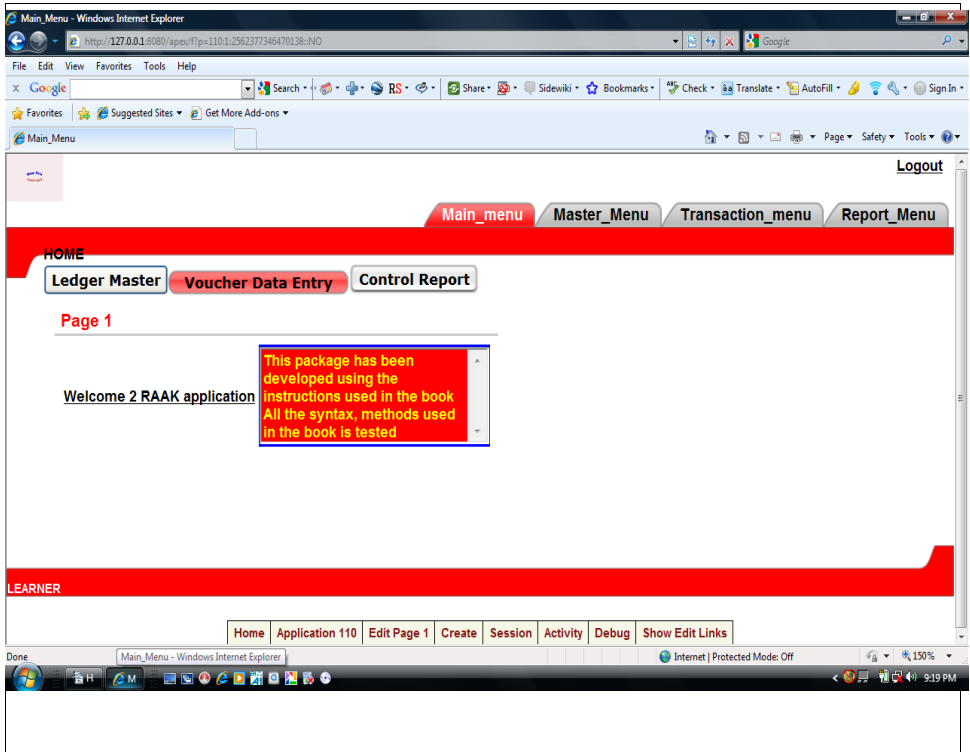 Main_Menu - Windows Internet Explorer
http://127.0.0.1:8080/apex/f?p=110:1:2562377346470138::NO
Google
File Edit View Favorites Tools Help
x Google Search RS Share Sidewiki Bookmarks Check Translate AutoFill Sign In
Favorites Suggested Sites Get More Add-ons
Main_Menu Page Safety Tools
Logout
Main_menu Master_Menu Transaction_menu Report_Menu
HOME
Ledger Master Voucher Data Entry Control Report
Page 1
This package has been
developed using the
Welcome 2 RAAK application instructions used in the book
All the syntax, methods used
in the book is tested
LEARNER
Home Application 110 Edit Page 1 Create Session Activity Debug Show Edit Links
Done Main_Menu - Windows Internet Explorer Internet | Protected Mode: Off 150%
H M 9:19 PM